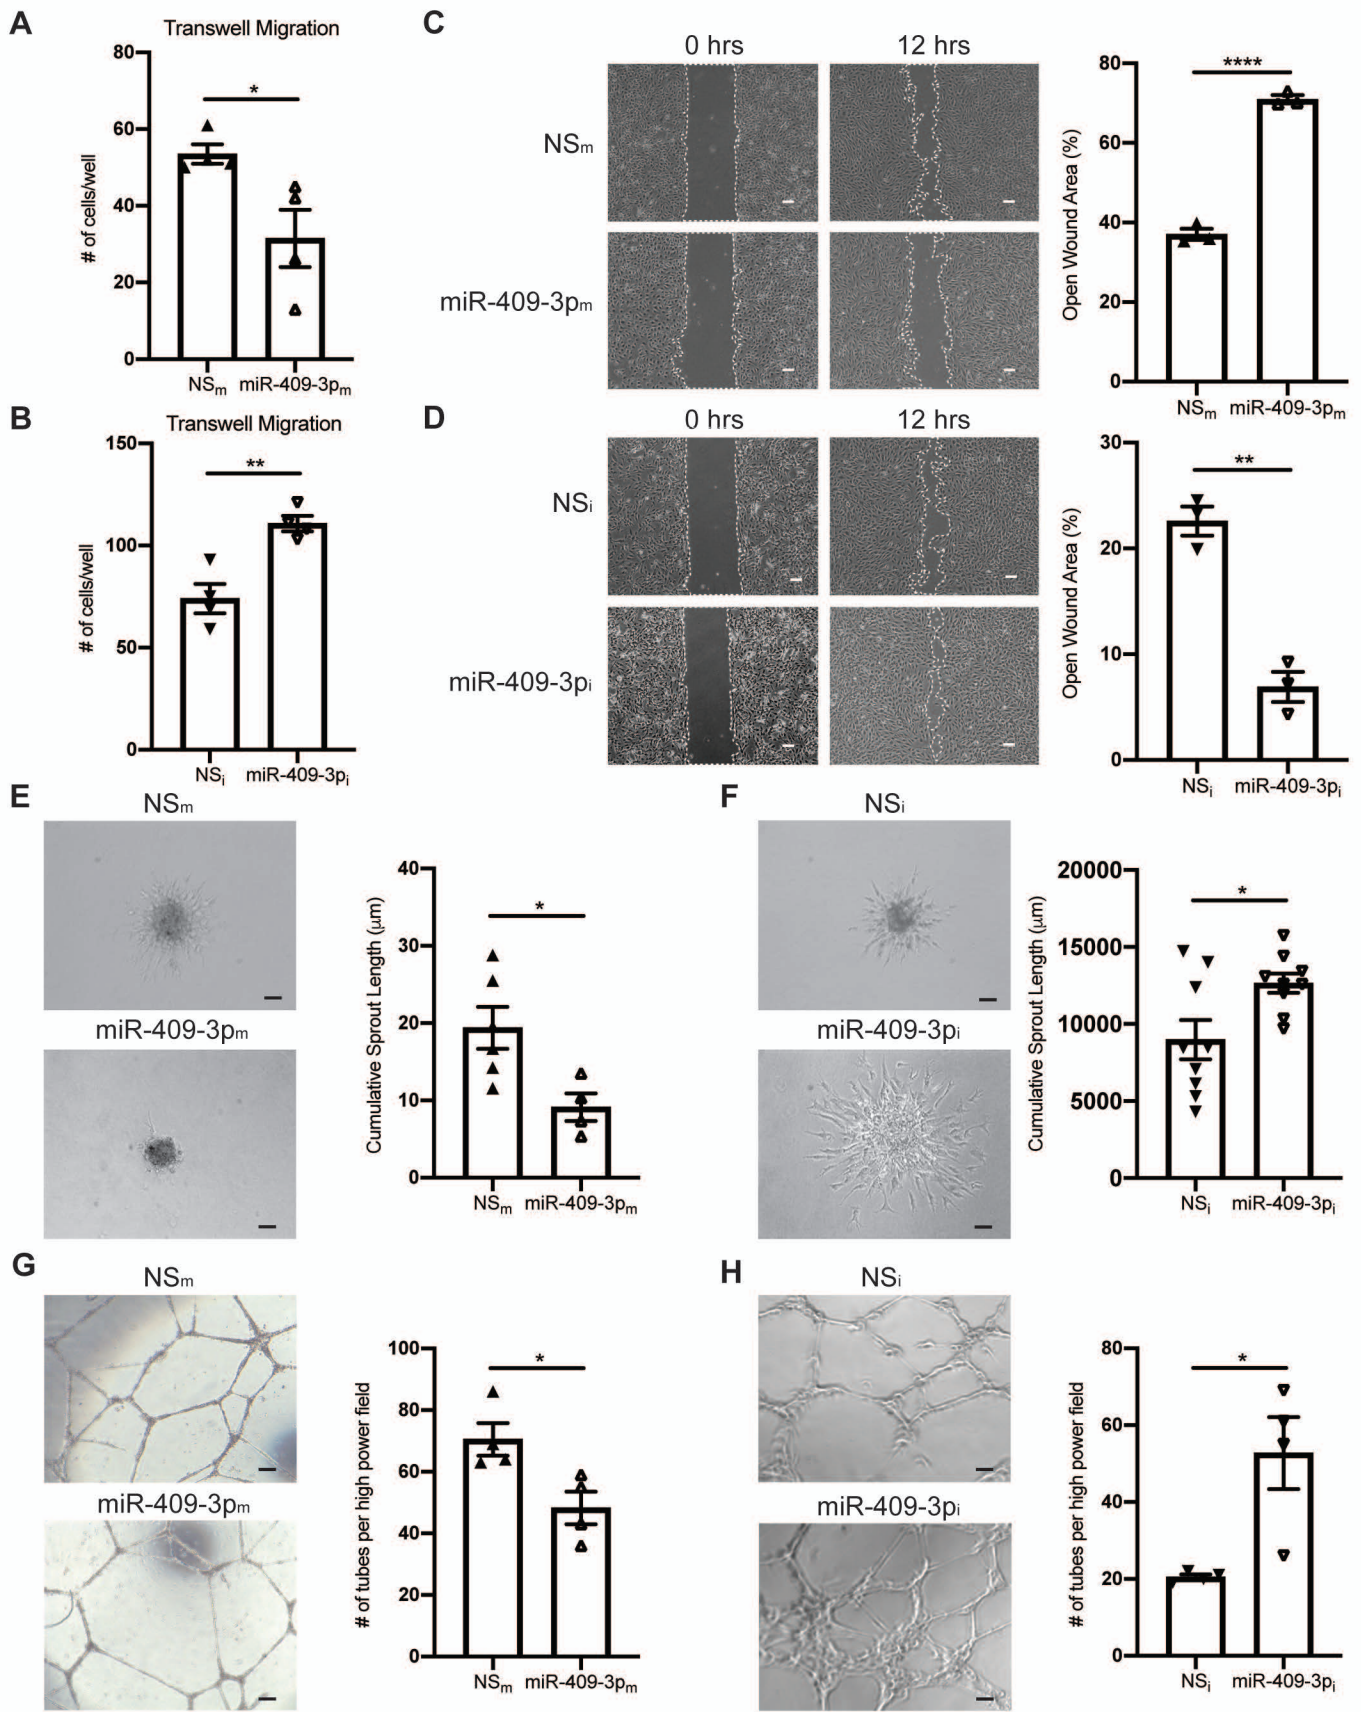 A
Transwell Migration
# of cells/well
80
60
40
20
0
*
NSm
miR-409-3pm
B
Transwell Migration
# of cells/well
150
100
50
0
**
NSi
miR-409-3pi
C
0 hrs
12 hrs
NSm
miR-409-3pm
Open Wound Area (%)
80
60
40
20
0
****
NSm
miR-409-3pm
D
0 hrs
12 hrs
NSi
miR-409-3pi
Open Wound Area (%)
30
20
10
0
**
NSi
miR-409-3pi
E
NSm
miR-409-3pm
Cumulative Sprout Length (μm)
40
30
20
10
0
*
NSm
miR-409-3pm
F
NSi
miR-409-3pi
Cumulative Sprout Length (μm)
20000
15000
10000
5000
0
*
NSi
miR-409-3pi
G
NSm
miR-409-3pm
# of tubes per high power field
100
80
60
40
20
0
*
NSm
miR-409-3pm
H
NSi
miR-409-3pi
# of tubes per high power field
80
60
40
20
0
*
NSi
miR-409-3pi